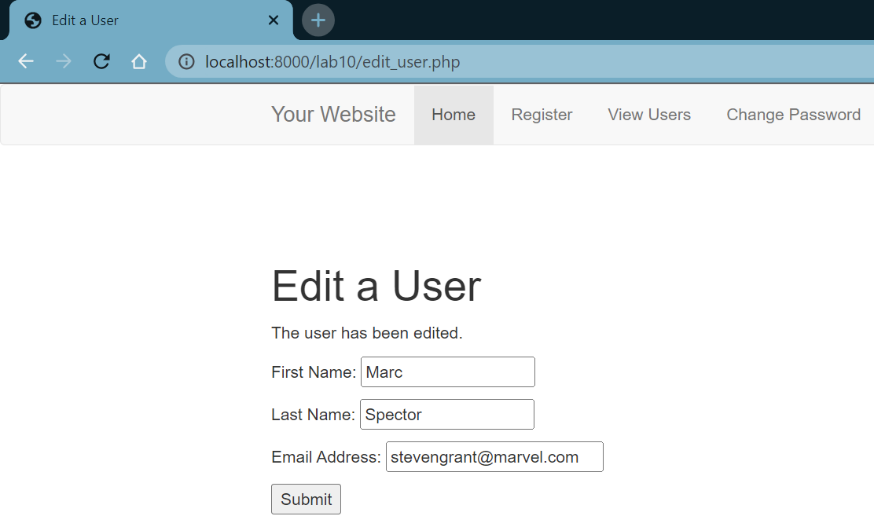 Edit a User
localhost:8000/lab10/edit_user.php
Your Website Home Register View Users Change Password
Edit a User
The user has been edited.
First Name: Marc
Last Name: Spector
Email Address: stevengrant@marvel.com
Submit